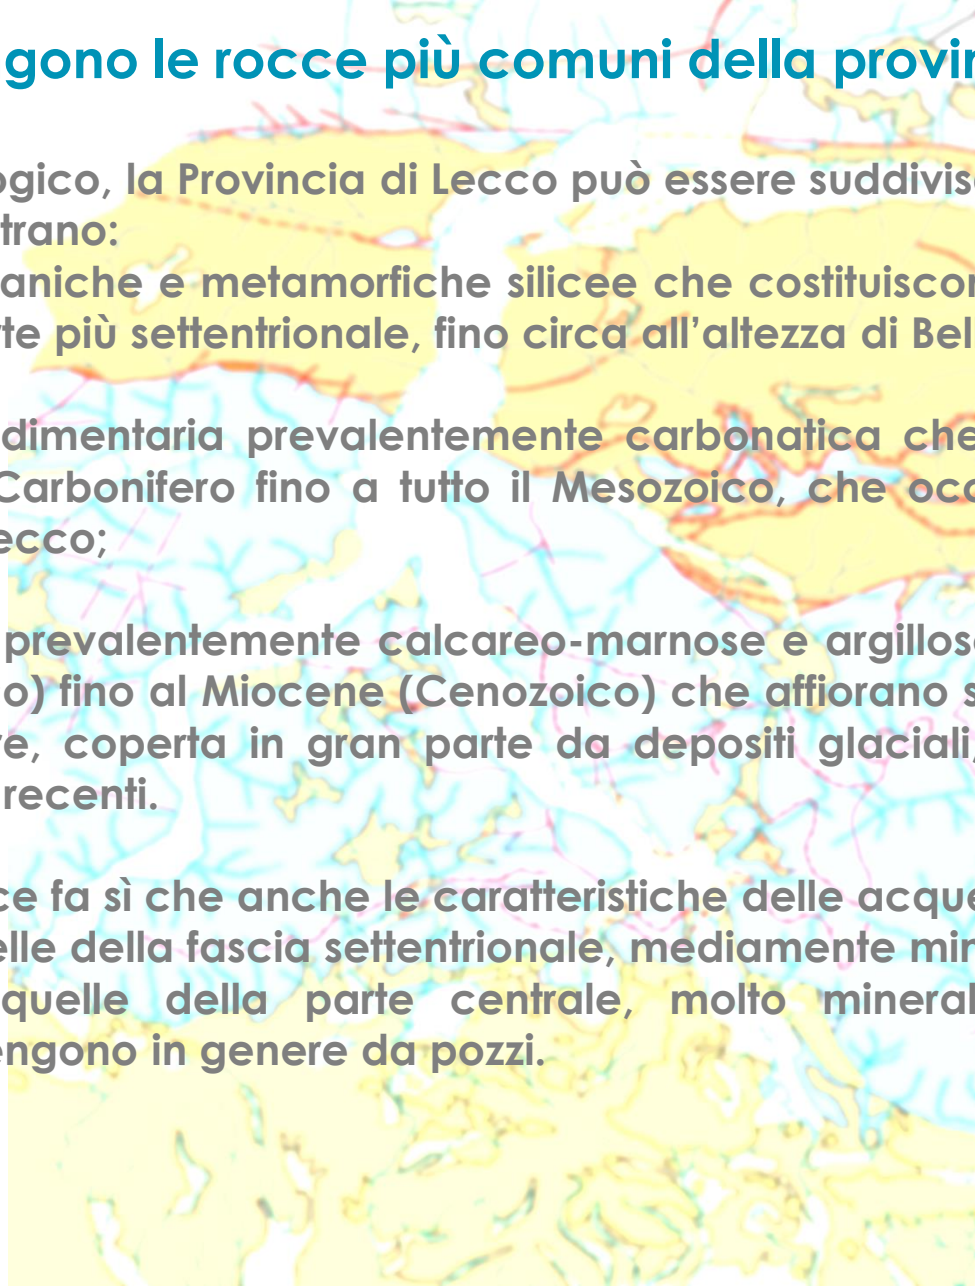 gono le rocce più comuni della provin
ogico, la Provincia di Lecco può essere suddivisa
trano:
aniche e metamorfiche silicee che costituiscon
te più settentrionale, fino circa all’altezza di Bel
dimentaria prevalentemente carbonatica che
Carbonifero fino a tutto il Mesozoico, che occ
ecco;
prevalentemente calcareo-marnose e argillose
o) fino al Miocene (Cenozoico) che affiorano s
re, coperta in gran parte da depositi glaciali,
recenti.
ce fa sì che anche le caratteristiche delle acque
elle della fascia settentrionale, mediamente min
quelle della parte centrale, molto mineral
engono in genere da pozzi.